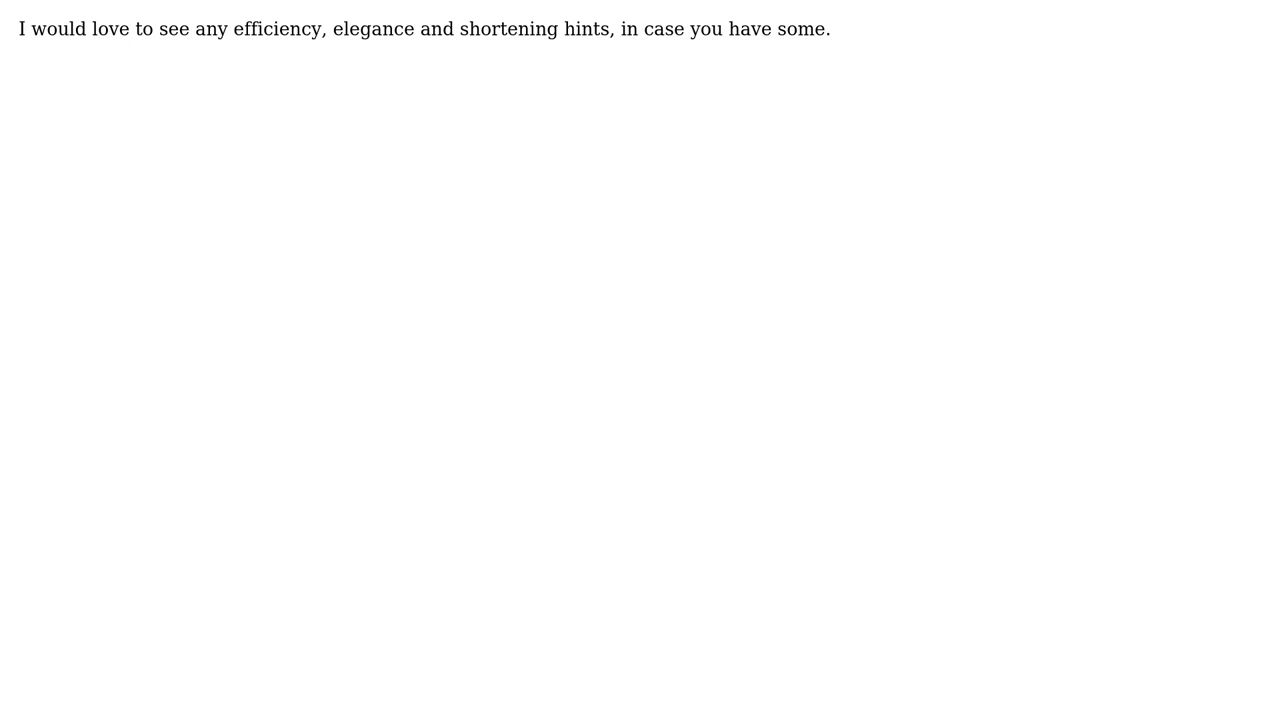 I would love to see any efficiency, elegance and shortening hints, in case you have some.